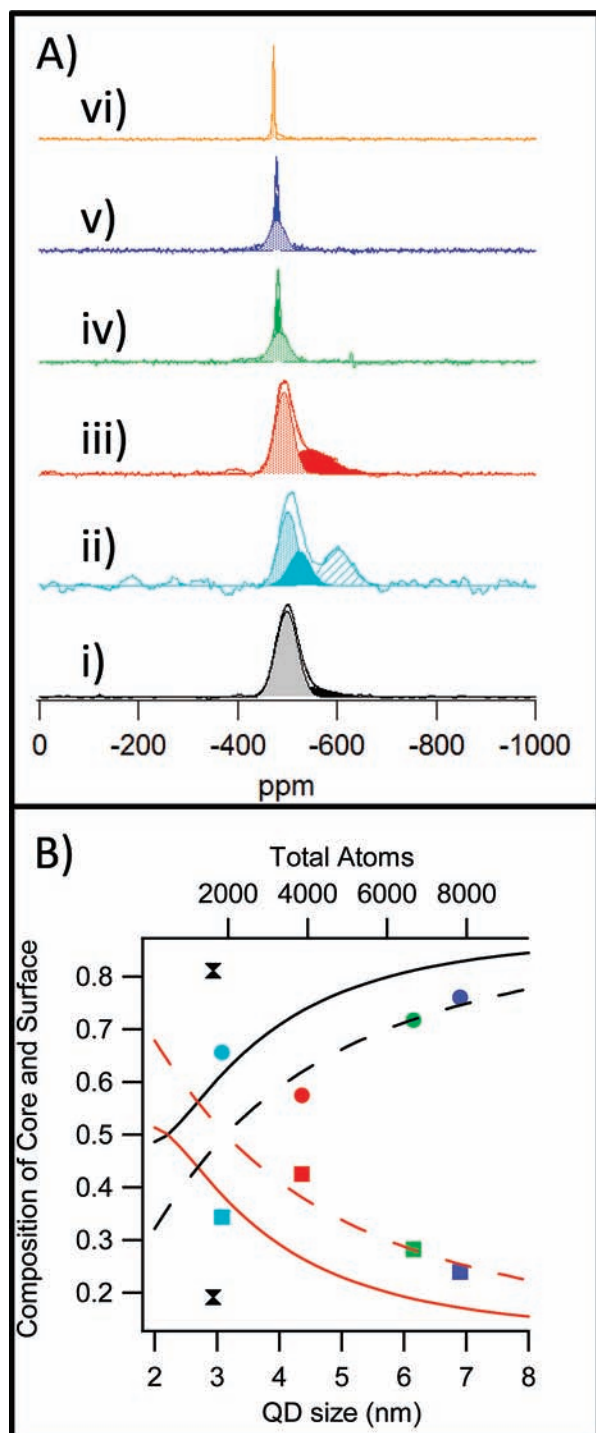 A)
vi)
v)
iv)
iii)
ii)
i)
0 -200 -400 -600 -800 -1000
ppm
B)
Total Atoms
2000 4000 6000 8000
0.8
0.7
0.6
0.5
0.4
0.3
0.2
Composition of Core and Surface
2 3 4 5 6 7 8
QD size (nm)